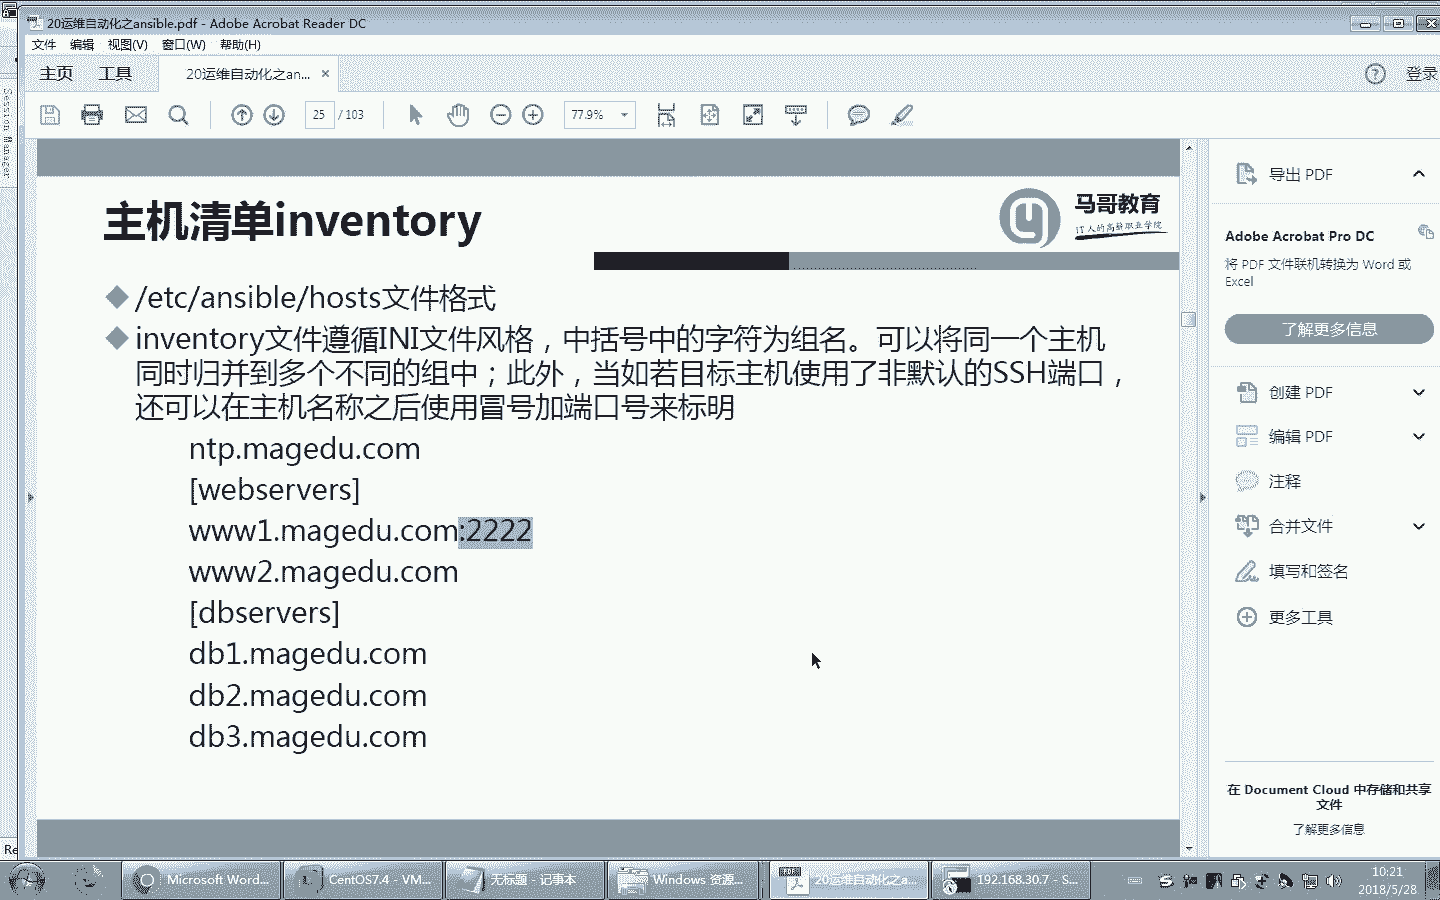 20运维自动化之ansible.pdf - Adobe Acrobat Reader DC
文件 编辑 视图(V) 窗口(W) 帮助(H)
主页 工具 20运维自动化之an... × ? 登录
25 / 103 77.9%
Session Manager
主机清单inventory
马哥教育
IT人的高薪职业学院
/etc/ansible/hosts文件格式
inventory文件遵循INI文件风格，中括号中的字符为组名。可以将同一个主机
同时归并到多个不同的组中；此外，当如若目标主机使用了非默认的SSH端口，
还可以在主机名称之后使用冒号加端口号来标明
ntp.magedu.com
[webservers]
www1.magedu.com:2222
www2.magedu.com
[dbservers]
db1.magedu.com
db2.magedu.com
db3.magedu.com
导出 PDF
Adobe Acrobat Pro DC
将 PDF 文件联机转换为 Word 或
Excel
了解更多信息
创建 PDF
编辑 PDF
注释
合并文件
填写和签名
更多工具
在 Document Cloud 中存储和共享
文件
了解更多信息
Re
Microsoft Word... CentOS7.4 - VM... 无标题 - 记事本 Windows 资源... 20运维自动化之a... 192.168.30.7 - S...
10:21
2018/5/28